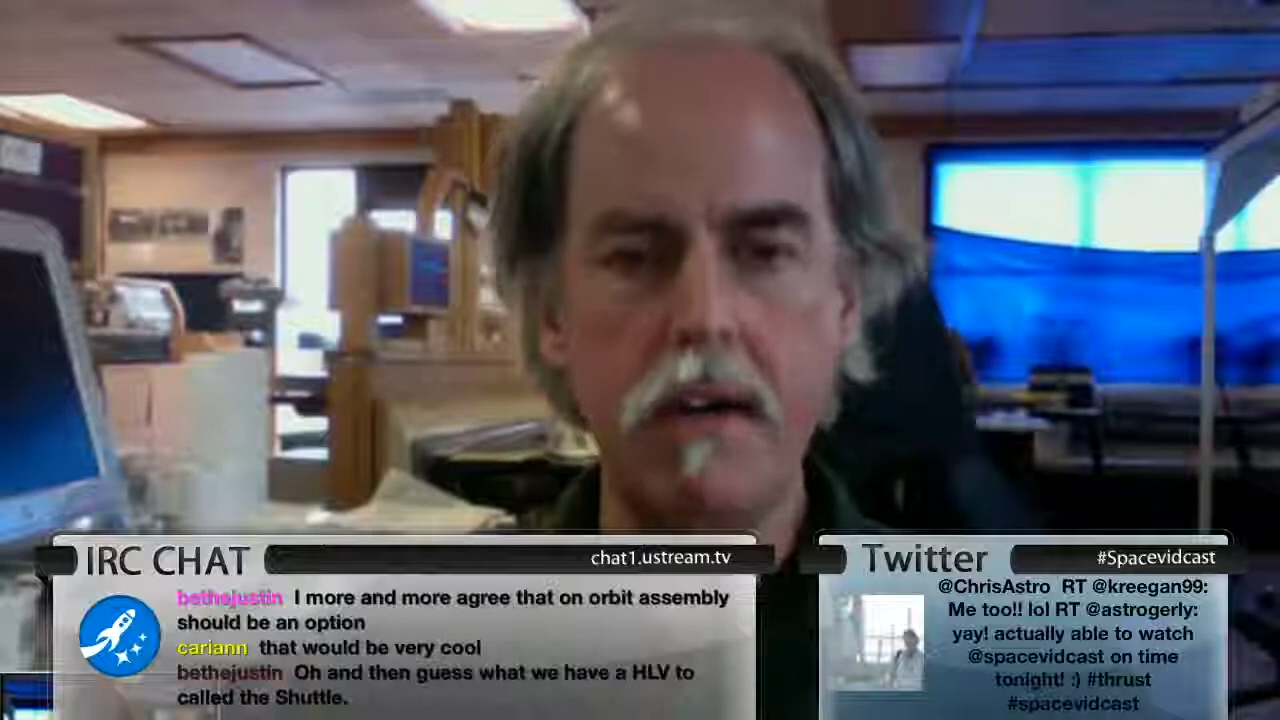 IRC CHAT
chat1.ustream.tv
bethejustin I more and more agree that on orbit assembly
should be an option
cariann that would be very cool
bethejustin Oh and then guess what we have a HLV to
called the Shuttle.
Twitter
#Spacevidcast
@ChrisAstro RT @kreegan99:
Me too!! lol RT @astrogerly:
yay! actually able to watch
@spacevidcast on time
tonight! :) #thrust
#spacevidcast